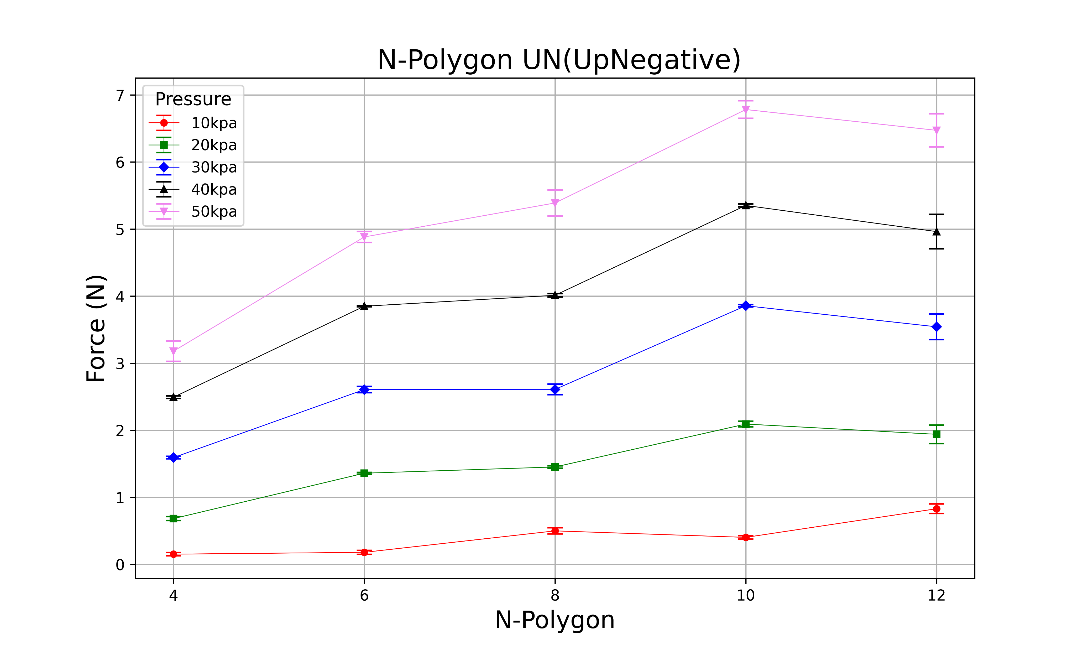 N-Polygon UN(UpNegative)
Pressure
10kpa
20kpa
30kpa
40kpa
50kpa
Force (N)
7
6
5
4
3
2
1
0
4 6 8 10 12
N-Polygon